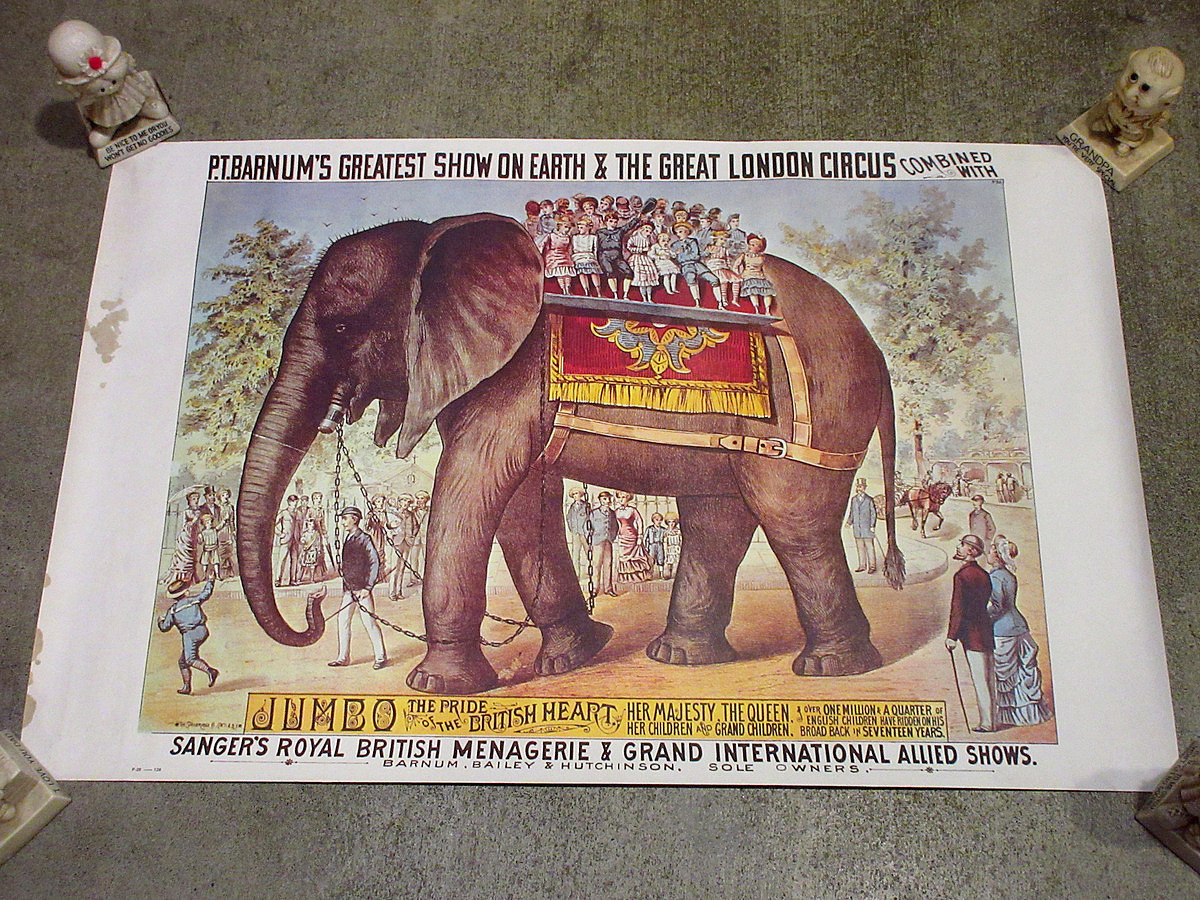 BE NICE TO ME OR YOU
WON'T GET NO GOODIES
GRANDPA
P.T. BARNUM'S GREATEST SHOW ON EARTH & THE GREAT LONDON CIRCUS COMBINED WITH
JUMBO THE PRIDE OF THE BRITISH HEART, HER MAJESTY, THE QUEEN. HER CHILDREN AND GRAND CHILDREN. & OVER ONE MILLION & A QUARTER OF ENGLISH CHILDREN HAVE RIDDEN ON HIS BROAD BACK IN SEVENTEEN YEARS.
SANGER'S ROYAL BRITISH MENAGERIE & GRAND INTERNATIONAL ALLIED SHOWS.
BARNUM, BAILEY & HUTCHINSON, SOLE OWNERS.